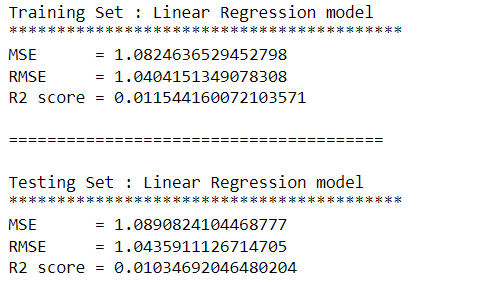 Training Set : Linear Regression model
*****************************************
MSE      = 1.0824636529452798
RMSE     = 1.0404151349078308
R2 score = 0.011544160072103571
=======================================
Testing Set : Linear Regression model
*****************************************
MSE      = 1.0890824104468777
RMSE     = 1.0435911126714705
R2 score = 0.01034692046480204